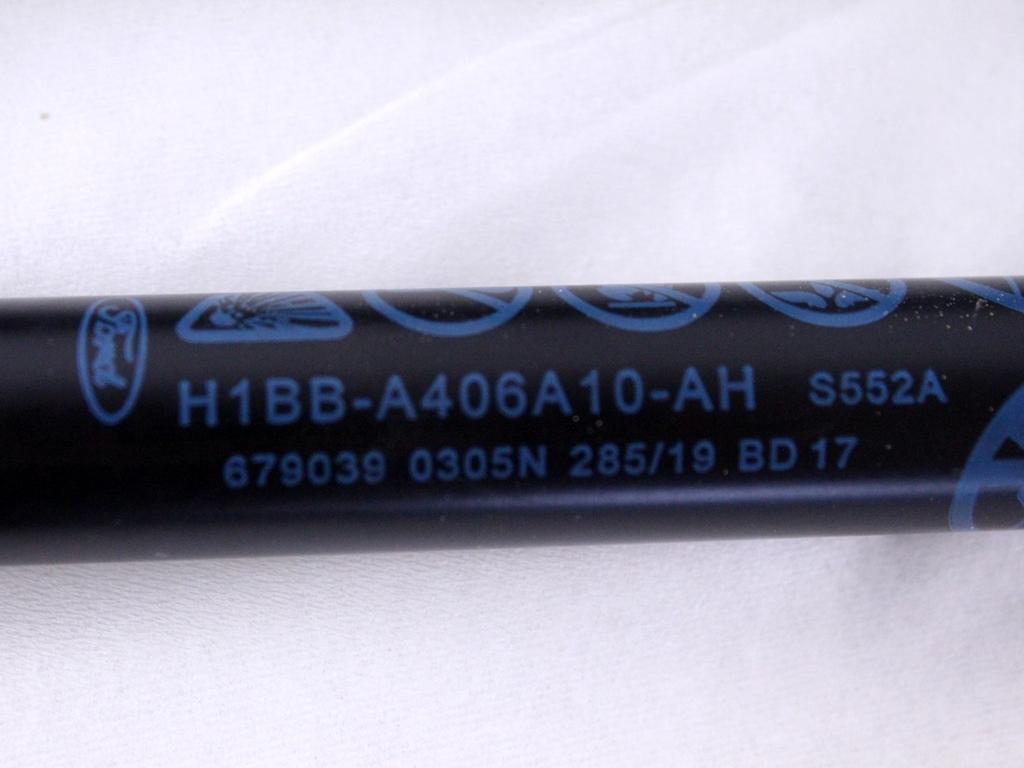 Ford
H1BB-A406A10-AH S552A
679039 0305N 285/19 BD 17